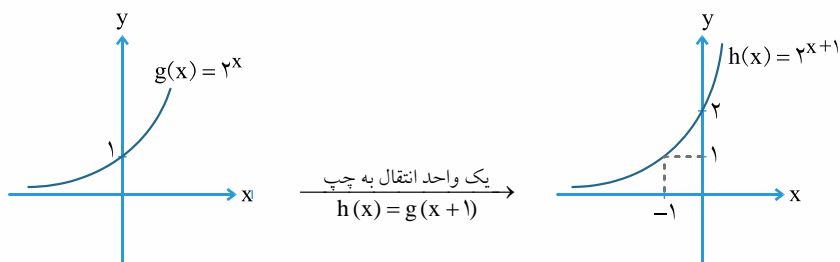 y
g(x) = ۲^x
۱
x
یک واحد انتقال به چپ
h(x) = g(x + ۱)
y
h(x) = ۲^{x+۱}
۲
۱
x
−۱